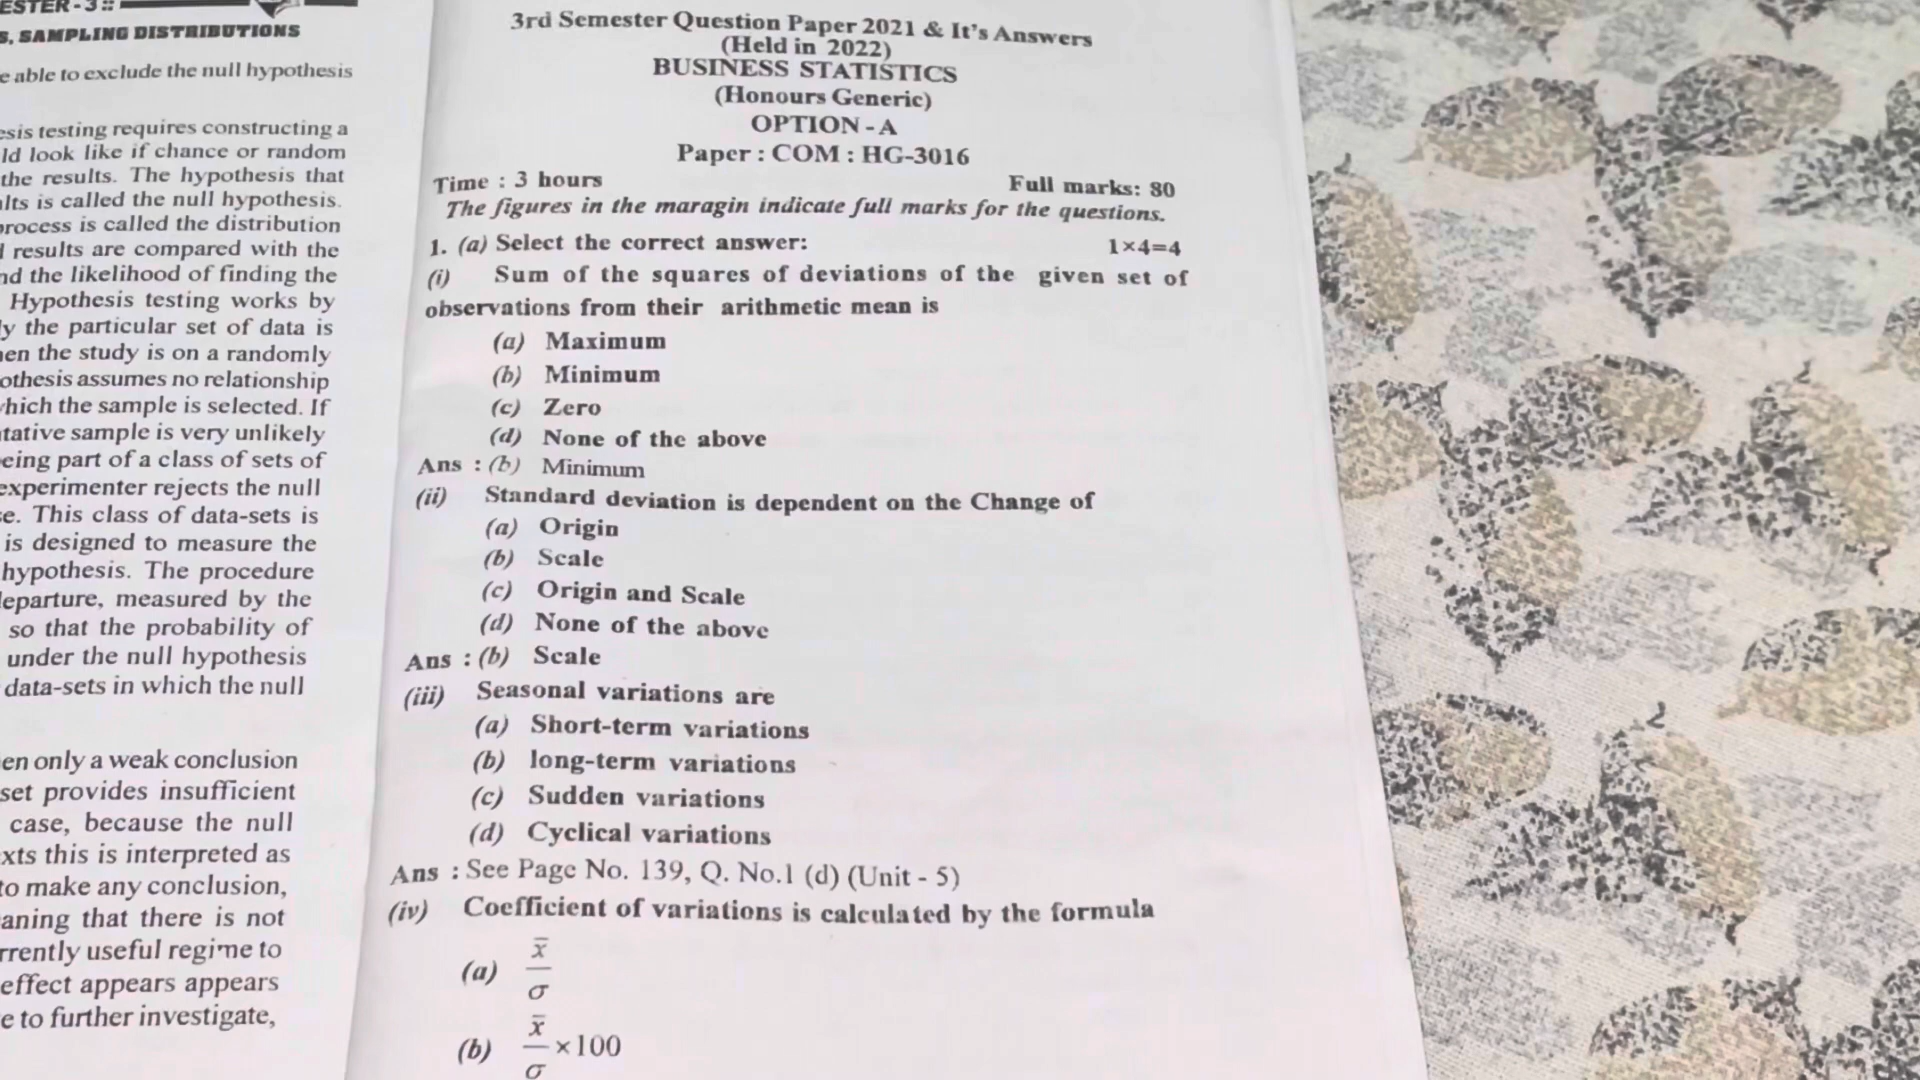 ESTER - 3 ::
S, SAMPLING DISTRIBUTIONS
e able to exclude the null hypothesis
esis testing requires constructing a
ld look like if chance or random
the results. The hypothesis that
lts is called the null hypothesis.
process is called the distribution
results are compared with the
nd the likelihood of finding the
Hypothesis testing works by
y the particular set of data is
en the study is on a randomly
othesis assumes no relationship
which the sample is selected. If
tative sample is very unlikely
eing part of a class of sets of
experimenter rejects the null
e. This class of data-sets is
is designed to measure the
hypothesis. The procedure
departure, measured by the
so that the probability of
under the null hypothesis
data-sets in which the null
en only a weak conclusion
set provides insufficient
case, because the null
xts this is interpreted as
to make any conclusion,
aning that there is not
rrently useful regime to
effect appears appears
e to further investigate,
3rd Semester Question Paper 2021 & It's Answers
(Held in 2022)
BUSINESS STATISTICS
(Honours Generic)
OPTION - A
Paper : COM : HG-3016
Time : 3 hours Full marks: 80
The figures in the maragin indicate full marks for the questions.
1. (a) Select the correct answer: 1×4=4
(i) Sum of the squares of deviations of the given set of
observations from their arithmetic mean is
(a) Maximum
(b) Minimum
(c) Zero
(d) None of the above
Ans : (b) Minimum
(ii) Standard deviation is dependent on the Change of
(a) Origin
(b) Scale
(c) Origin and Scale
(d) None of the above
Ans : (b) Scale
(iii) Seasonal variations are
(a) Short-term variations
(b) long-term variations
(c) Sudden variations
(d) Cyclical variations
Ans : See Page No. 139, Q. No.1 (d) (Unit - 5)
(iv) Coefficient of variations is calculated by the formula
(a) x̄/σ
(b) x̄/σ ×100